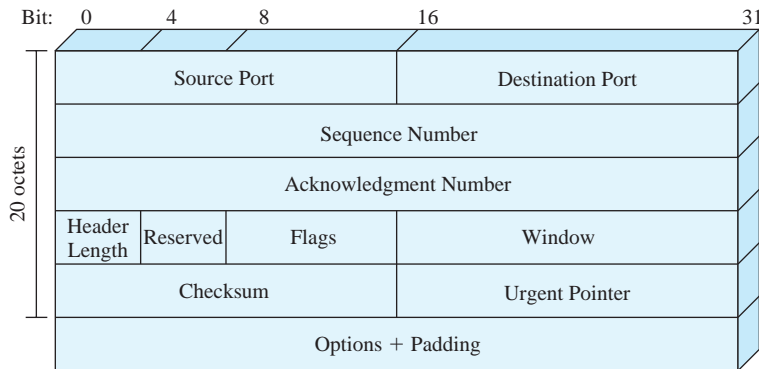 Bit: 0 4 8 16 31
Source Port Destination Port
Sequence Number
Acknowledgment Number
Header
Length Reserved Flags Window
Checksum Urgent Pointer
Options + Padding
20 octets